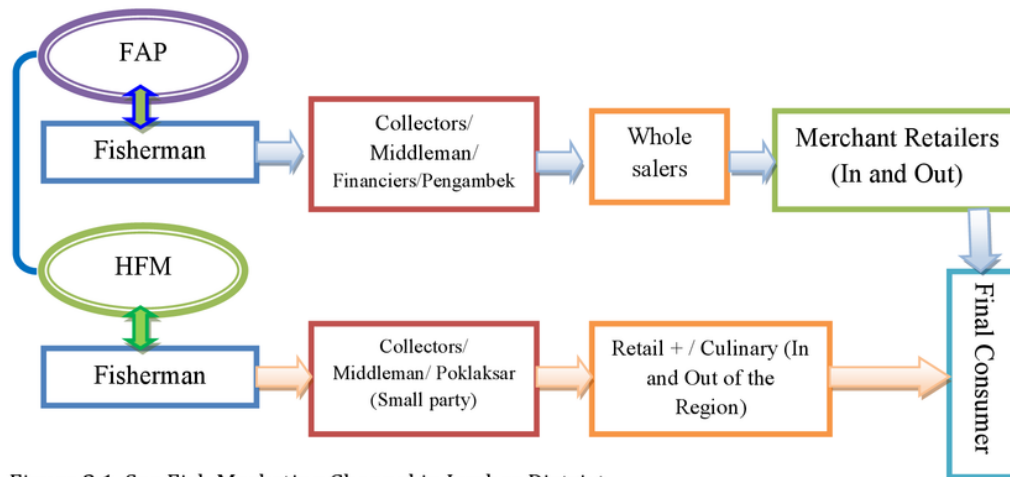 FAP
Fisherman
Collectors/
Middleman/
Financiers/Pengambek
Whole
salers
Merchant Retailers
(In and Out)
HFM
Fisherman
Collectors/
Middleman/ Poklaksar
(Small party)
Retail + / Culinary (In
and Out of the
Region)
Final Consumer